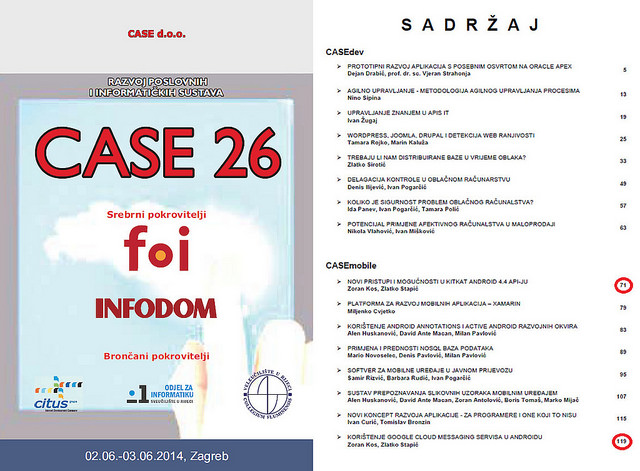 CASE d.o.o.
RAZVOJ POSLOVNIH
I INFORMATIČKIH SUSTAVA
CASE 26
Srebrni pokrovitelji
foi
INFODOM
Brončani pokrovitelji
citus
ODJEL ZA
INFORMATIKU
SVEUČILIŠTE U RIJECI
VELEUČILIŠTE U RIJECI
COLLEGIUM FLUMINENSE
02.06.-03.06.2014, Zagreb
SADRŽAJ
CASEdev
➢ PROTOTIPNI RAZVOJ APLIKACIJA S POSEBNIM OSVRTOM NA ORACLE APEX
Dejan Drabić, prof. dr. sc. Vjeran Strahonja 5
➢ AGILNO UPRAVLJANJE - METODOLOGIJA AGILNOG UPRAVLJANJA PROCESIMA
Nino Sipina 13
➢ UPRAVLJANJE ZNANJEM U APIS IT
Ivan Žugaj 19
➢ WORDPRESS, JOOMLA, DRUPAL I DETEKCIJA WEB RANJIVOSTI
Tamara Rojko, Marin Kaluža 25
➢ TREBAJU LI NAM DISTRIBUIRANE BAZE U VRIJEME OBLAKA?
Zlatko Sirotić 33
➢ DELAGACIJA KONTROLE U OBLAČNOM RAČUNARSTVU
Denis Ilijević, Ivan Pogarčić 49
➢ KOLIKO JE SIGURNOST PROBLEM OBLAČNOG RAČUNALSTVA?
Ida Panev, Ivan Pogarčić, Tamara Polić 57
➢ POTENCIJAL PRIMJENE AFEKTIVNOG RAČUNALSTVA U MALOPRODAJI
Nikola Vlahović, Ivan Mišković 63
CASEmobile
➢ NOVI PRISTUPI I MOGUĆNOSTI U KITKAT ANDROID 4.4 API-JU
Zoran Kos, Zlatko Stapić 71
➢ PLATFORMA ZA RAZVOJ MOBILNIH APLIKACIJA – XAMARIN
Miljenko Cvjetko 79
➢ KORIŠTENJE ANDROID ANNOTATIONS I ACTIVE ANDROID RAZVOJNIH OKVIRA
Alen Huskanović, David Ante Macan, Milan Pavlović 83
➢ PRIMJENA I PREDNOSTI NOSQL BAZA PODATAKA
Mario Novoselec, Denis Pavlović, Milan Pavlović 89
➢ SOFTVER ZA MOBILNE UREĐAJE U JAVNOM PRIJEVOZU
Samir Rizvić, Barbara Rudić, Ivan Pogarčić 95
➢ SUSTAV PREPOZNAVANJA SLIKOVNIH UZORAKA MOBILNIM UREĐAJEM
Alen Huskanović, David Ante Macan, Zoran Antolović, Boris Tomaš, Marko Mijač 107
➢ NOVI KONCEPT RAZVOJA APLIKACIJE - ZA PROGRAMERE I ONE KOJI TO NISU
Ivan Curić, Tomislav Bronzin 115
➢ KORIŠTENJE GOOGLE CLOUD MESSAGING SERVISA U ANDROIDU
Zoran Kos, Zlatko Stapić 119